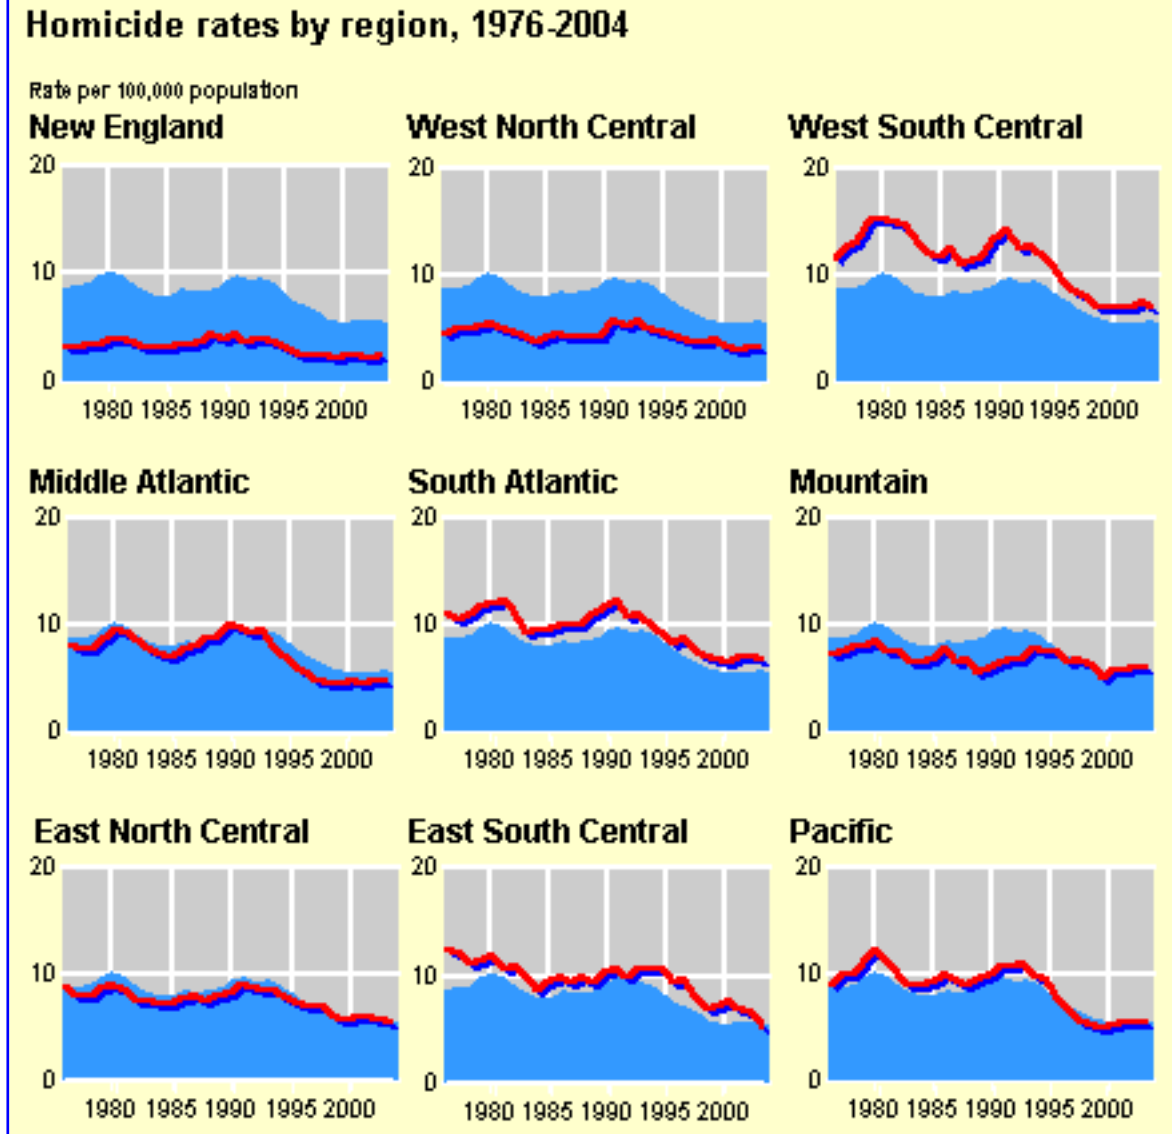 Homicide rates by region, 1976-2004
Rate per 100,000 population
New England
20
10
0
1980 1985 1990 1995 2000
West North Central
20
10
0
1980 1985 1990 1995 2000
West South Central
20
10
0
1980 1985 1990 1995 2000
Middle Atlantic
20
10
0
1980 1985 1990 1995 2000
South Atlantic
20
10
0
1980 1985 1990 1995 2000
Mountain
20
10
0
1980 1985 1990 1995 2000
East North Central
20
10
0
1980 1985 1990 1995 2000
East South Central
20
10
0
1980 1985 1990 1995 2000
Pacific
20
10
0
1980 1985 1990 1995 2000